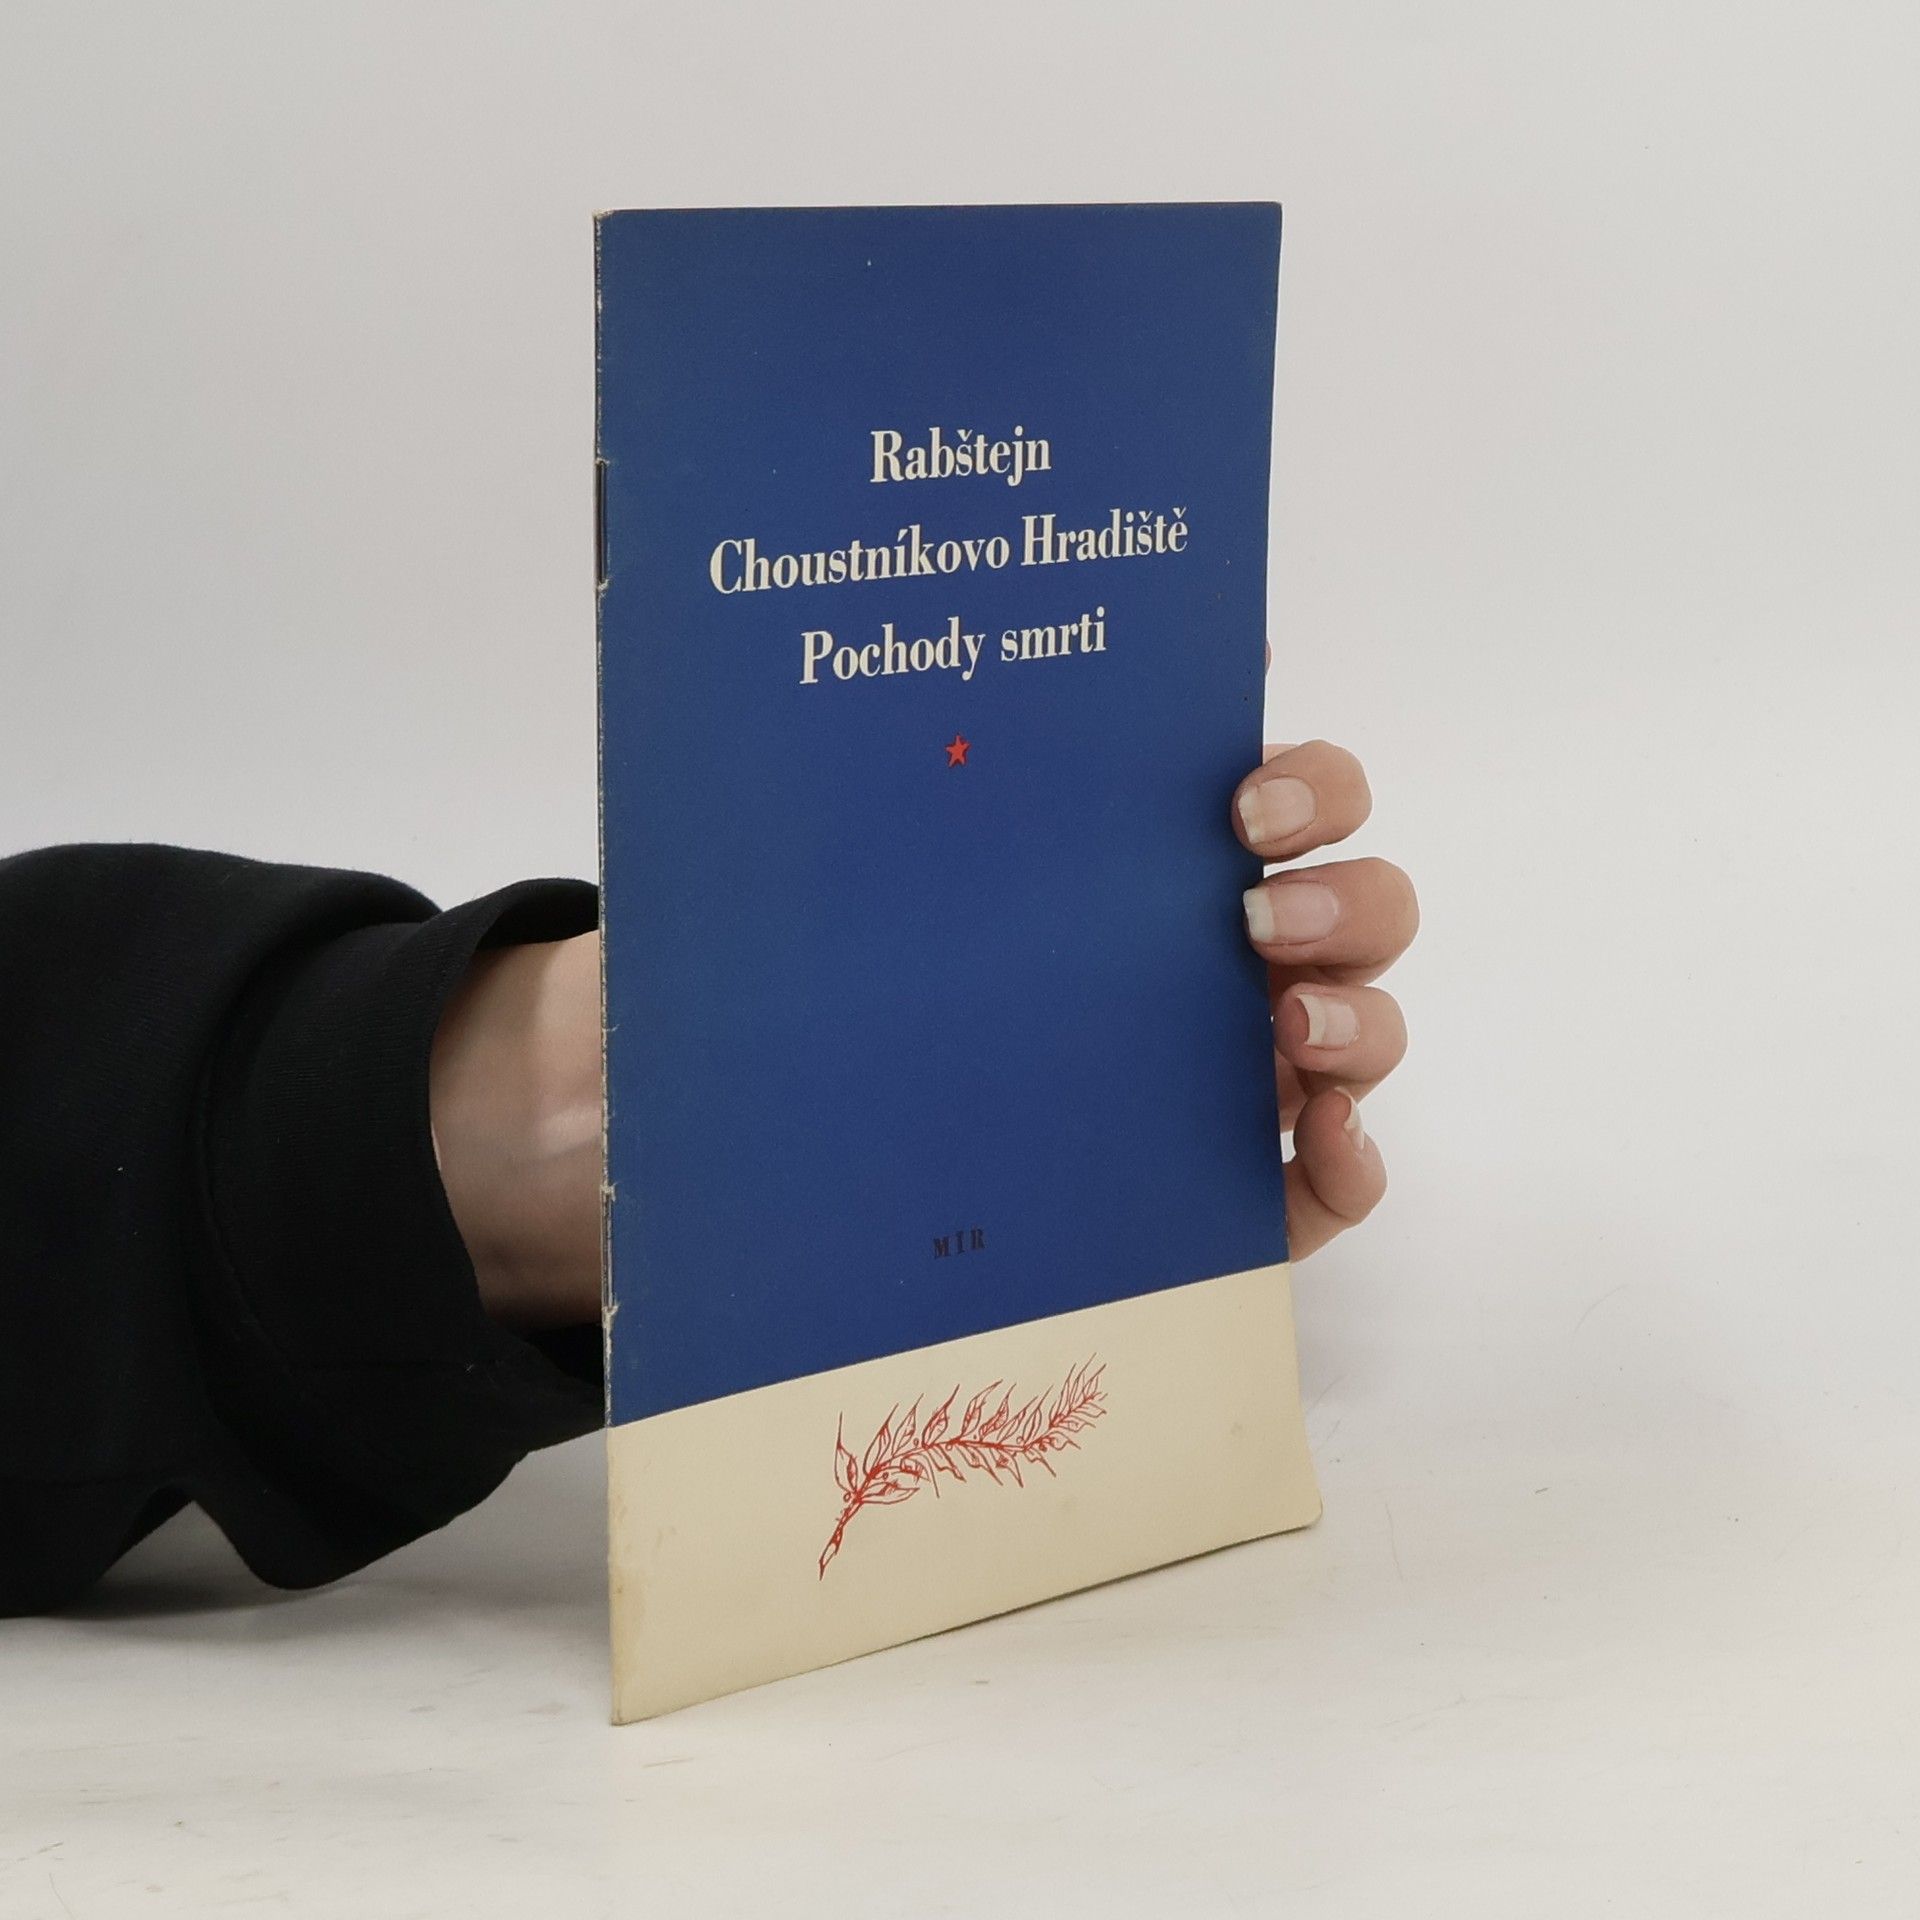 Rabštejn
Choustníkovo Hradiště
Pochody smrti
MÍR